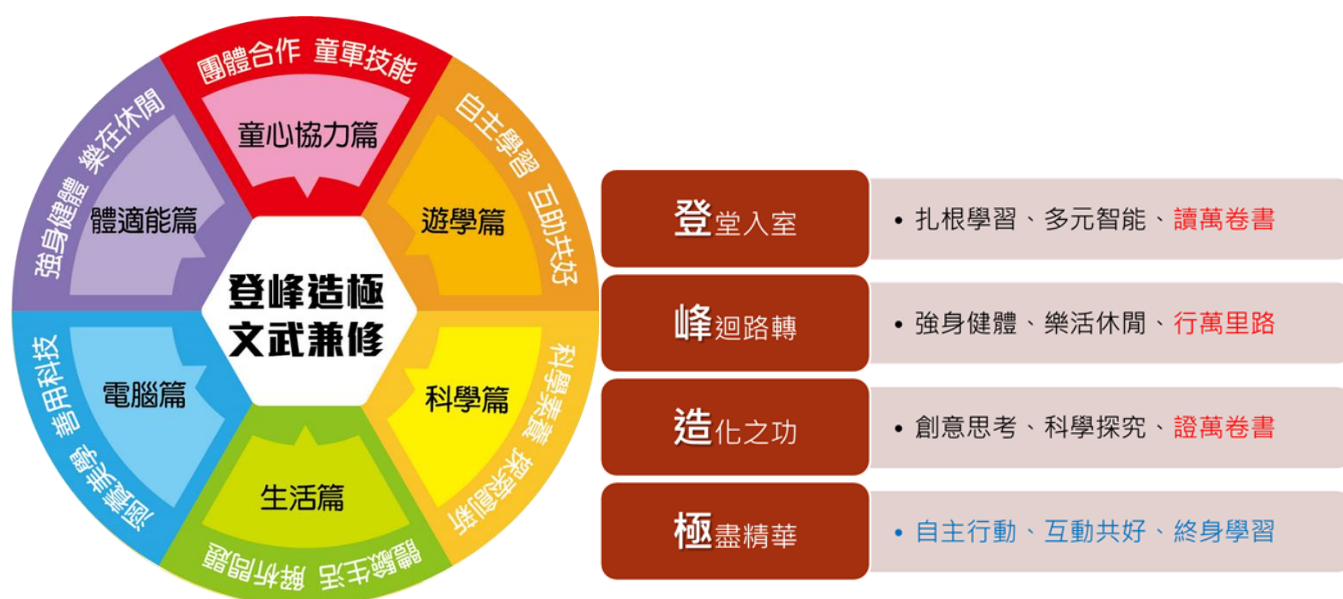 團體合作 童軍技能
童心協力篇
自主學習 互助共好
遊學篇
科學素養 探索創新
科學篇
體驗生活 解析問題
生活篇
涵養美學 善用科技
電腦篇
強身健體 樂在休閒
體適能篇
登峰造極
文武兼修
登堂入室
• 扎根學習、多元智能、讀萬卷書
峰迴路轉
• 強身健體、樂活休閒、行萬里路
造化之功
• 創意思考、科學探究、證萬卷書
極盡精華
• 自主行動、互動共好、終身學習